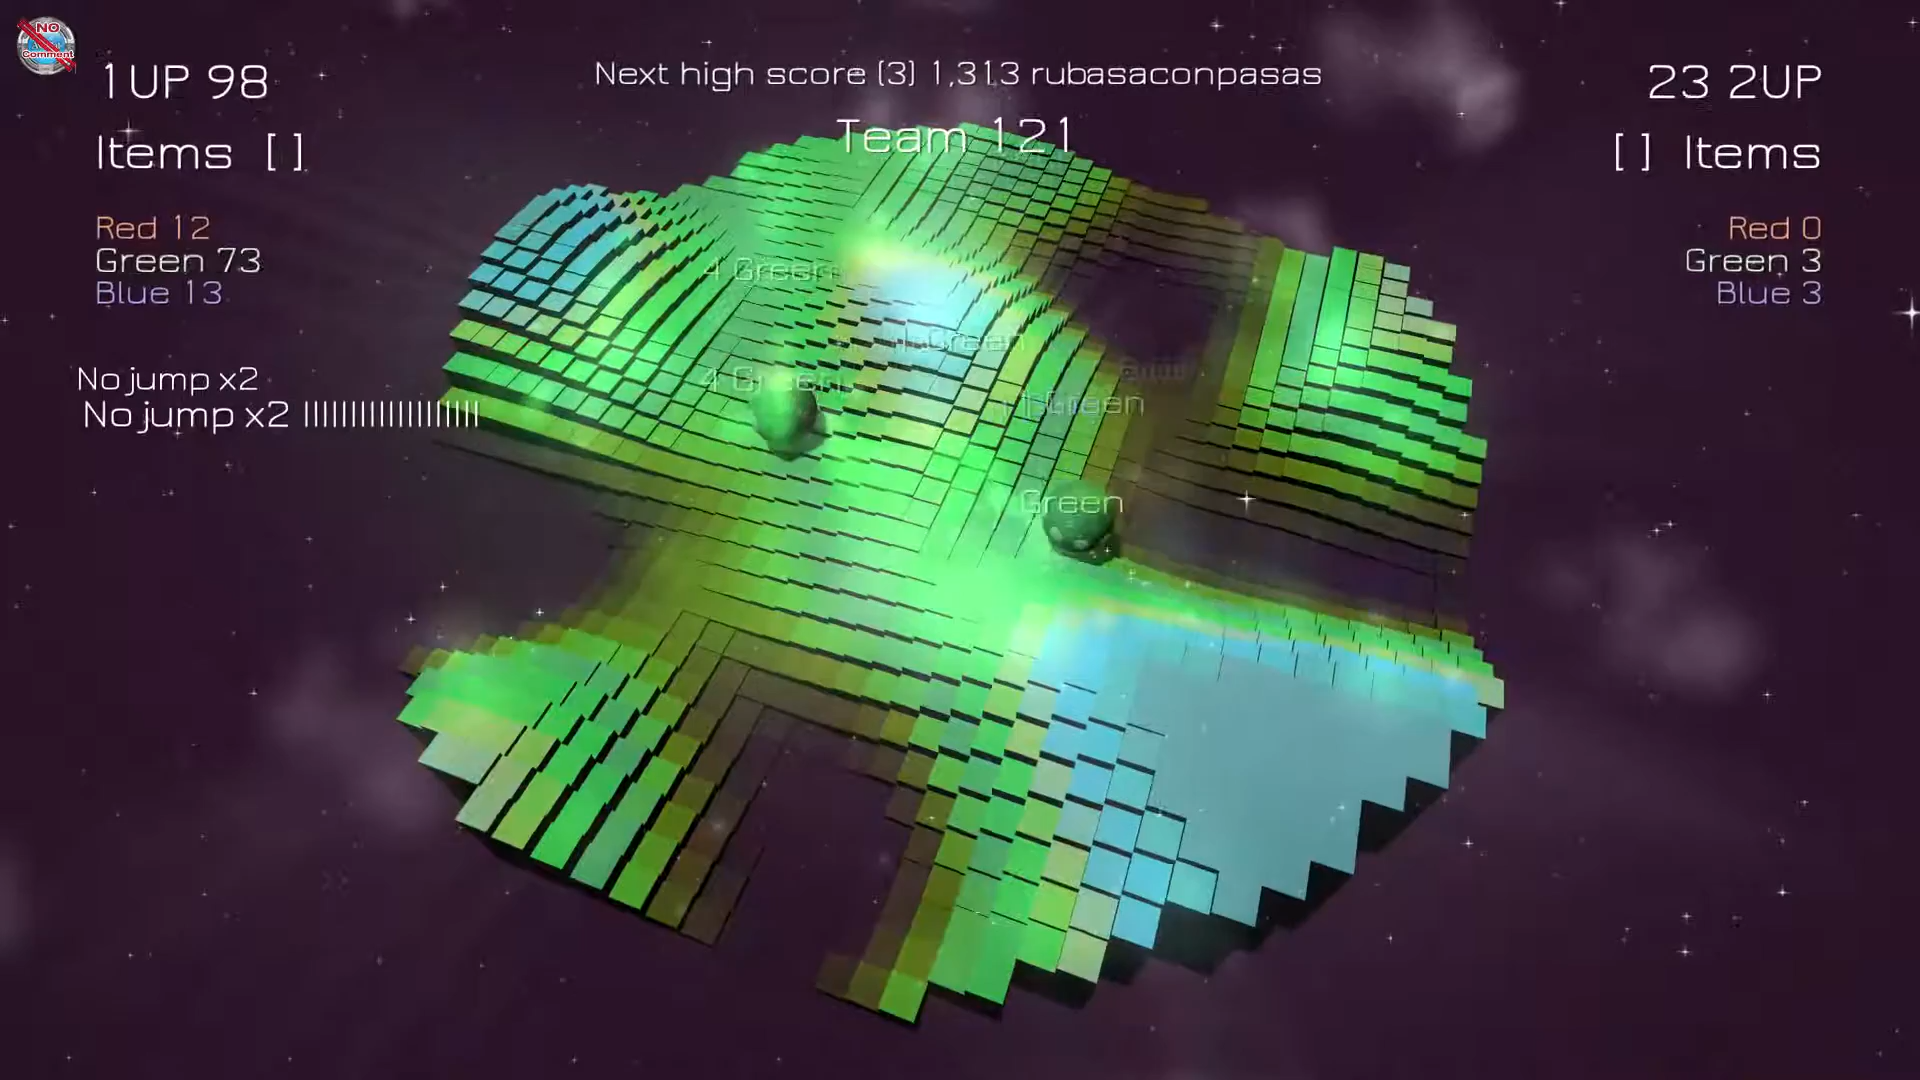 NO
Comment
1UP 98
Next high score (3) 1,313 rubasaconpasas
23 2UP
Team 121
Items []
[] Items
Red 12
Green 73
Blue 13
Red 0
Green 3
Blue 3
4 Green
Green
No jump x2
4 Green
Green
No jump x2 ||||||||||||||||||||
Green